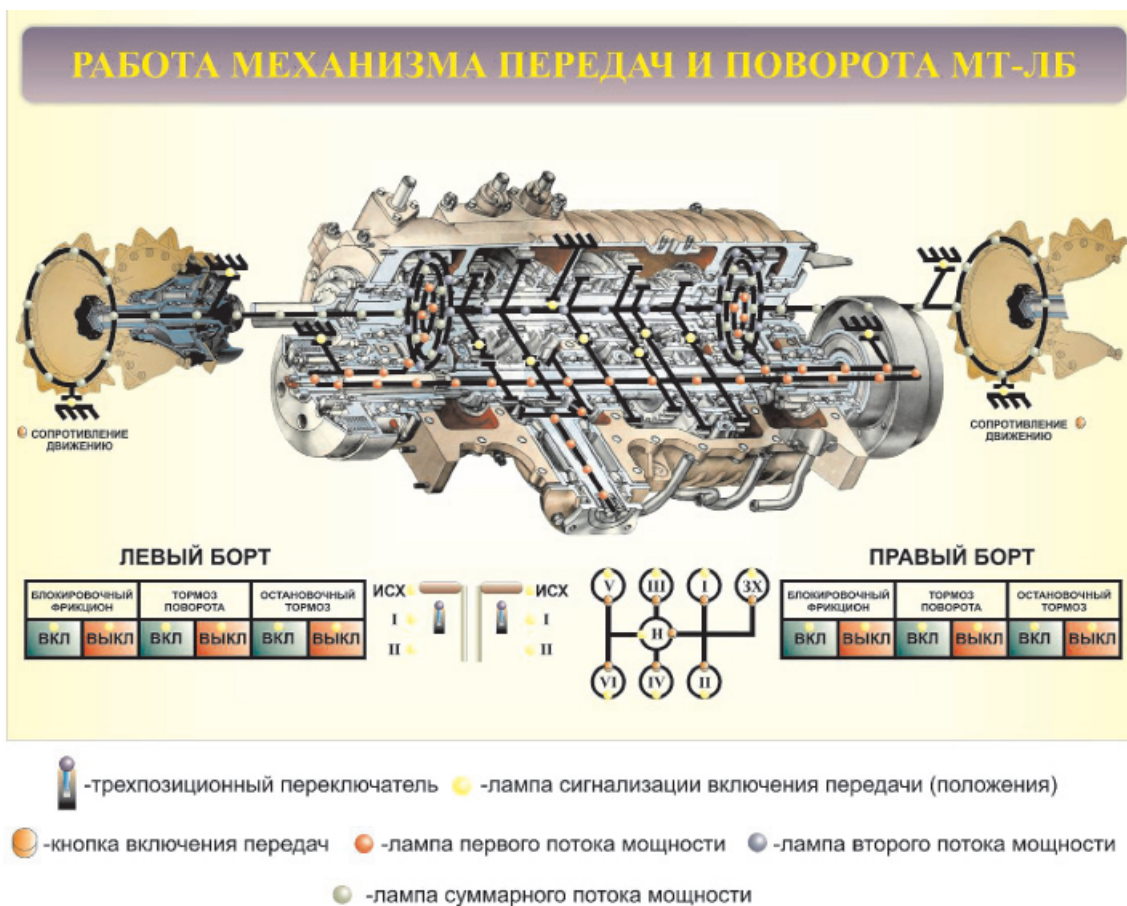 РАБОТА МЕХАНИЗМА ПЕРЕДАЧ И ПОВОРОТА МТ-ЛБ
СОПРОТИВЛЕНИЕ
ДВИЖЕНИЮ
СОПРОТИВЛЕНИЕ
ДВИЖЕНИЮ
ЛЕВЫЙ БОРТ
БЛОКИРОВОЧНЫЙ
ФРИКЦИОН
ТОРМОЗ
ПОВОРОТА
ОСТАНОВОЧНЫЙ
ТОРМОЗ
ВКЛ ВЫКЛ ВКЛ ВЫКЛ ВКЛ ВЫКЛ
ИСХ ИСХ
I I
II II
V III I ЗХ
Н
VI IV II
ПРАВЫЙ БОРТ
БЛОКИРОВОЧНЫЙ
ФРИКЦИОН
ТОРМОЗ
ПОВОРОТА
ОСТАНОВОЧНЫЙ
ТОРМОЗ
ВКЛ ВЫКЛ ВКЛ ВЫКЛ ВКЛ ВЫКЛ
-трехпозиционный переключатель -лампа сигнализации включения передачи (положения)
-кнопка включения передач -лампа первого потока мощности -лампа второго потока мощности
-лампа суммарного потока мощности